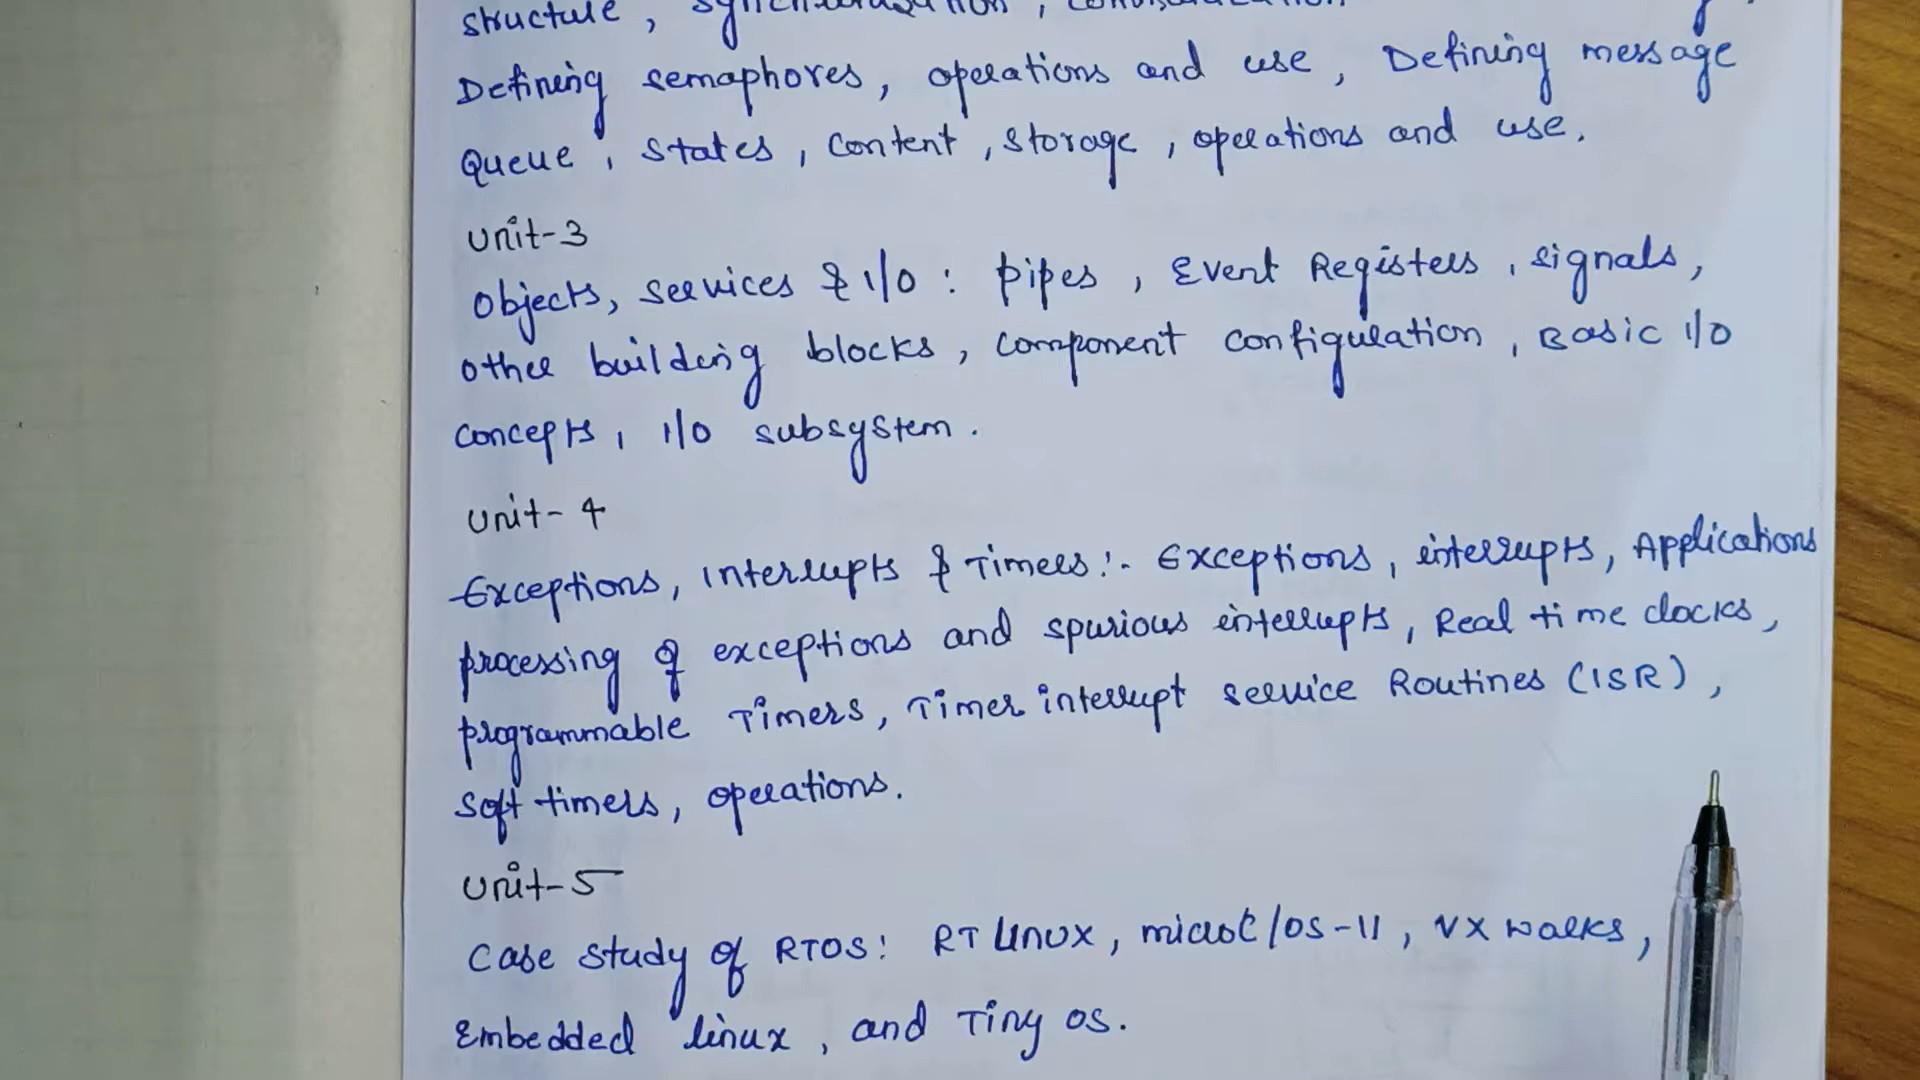 structure, synchronization,
Defining semaphores, operations and use, Defining message
Queue, states, content, storage, operations and use.
Unit-3
Objects, services & I/O: pipes, Event Registers, signals,
other building blocks, component configuration, Basic I/O
concepts, I/O subsystem.
Unit-4
Exceptions, Interrupts & Timers:- Exceptions, interrupts, Applications
processing of exceptions and spurious interrupts, Real time clocks,
programmable Timers, Timer interrupt service Routines (ISR),
Soft timers, operations.
Unit-5
Case study of RTOS: RT Linux, microC/OS-II, VX works,
Embedded linux, and Tiny OS.